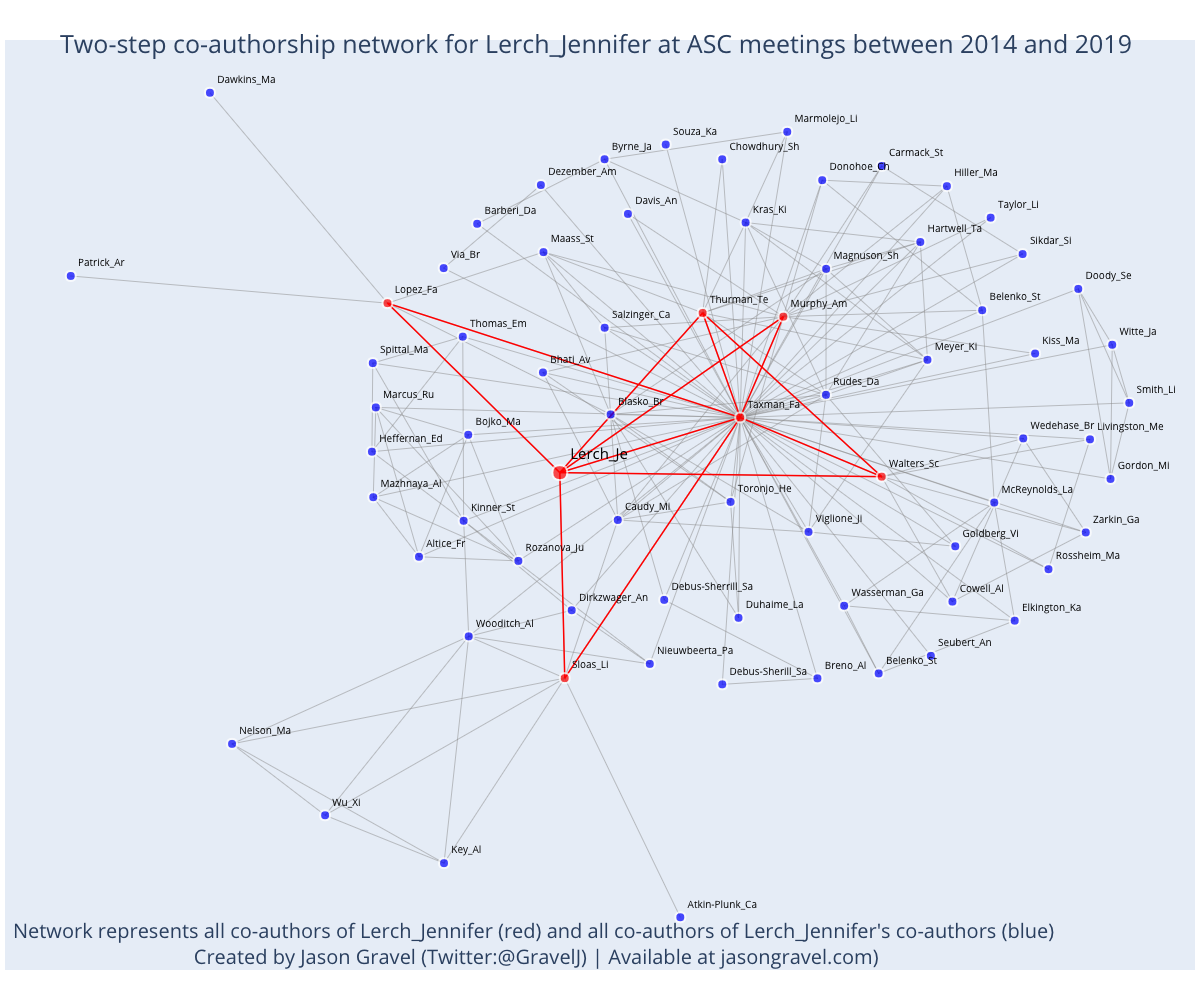 Two-step co-authorship network for Lerch_Jennifer at ASC meetings between 2014 and 2019
Dawkins_Ma
Marmolejo_Li
Souza_Ka
Byrne_Ja
Chowdhury_Sh
Carmack_St
Donohoe_Ch
Hiller_Ma
Dezember_Am
Davis_An
Kras_Ki
Taylor_Li
Barberi_Da
Hartwell_Ta
Maass_St
Sikdar_Si
Via_Br
Magnuson_Sh
Patrick_Ar
Doody_Se
Lopez_Fa
Thurman_Te
Murphy_Am
Belenko_St
Salzinger_Ca
Thomas_Em
Witte_Ja
Kiss_Ma
Meyer_Ki
Spittal_Ma
Bhati_Av
Rudes_Da
Smith_Li
Marcus_Ru
Blasko_Br
Taxman_Fa
Bojko_Ma
Wedehase_Br
Livingston_Me
Heffernan_Ed
Lerch_Je
Walters_Sc
Gordon_Mi
Mazhnaya_Al
Toronjo_He
McReynolds_La
Kinner_St
Caudy_Mi
Viglione_Ji
Zarkin_Ga
Altice_Fr
Rozanova_Ju
Goldberg_Vi
Rossheim_Ma
Debus-Sherrill_Sa
Cowell_Al
Dirkzwager_An
Duhaime_La
Wasserman_Ga
Elkington_Ka
Wooditch_Al
Seubert_An
Nieuwbeerta_Pa
Sloas_Li
Debus-Sherill_Sa
Breno_Al
Belenko_St
Nelson_Ma
Wu_Xi
Key_Al
Atkin-Plunk_Ca
Network represents all co-authors of Lerch_Jennifer (red) and all co-authors of Lerch_Jennifer's co-authors (blue)
Created by Jason Gravel (Twitter:@GravelJ) | Available at jasongravel.com)